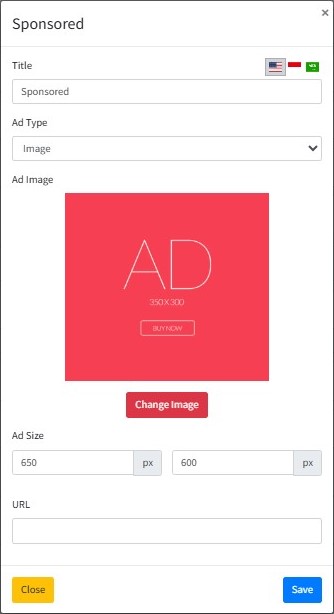 Sponsored
×
Title
Sponsored
Ad Type
Image
Ad Image
AD
350X300
BUY NOW
Change Image
Ad Size
650 px 600 px
URL
Close Save